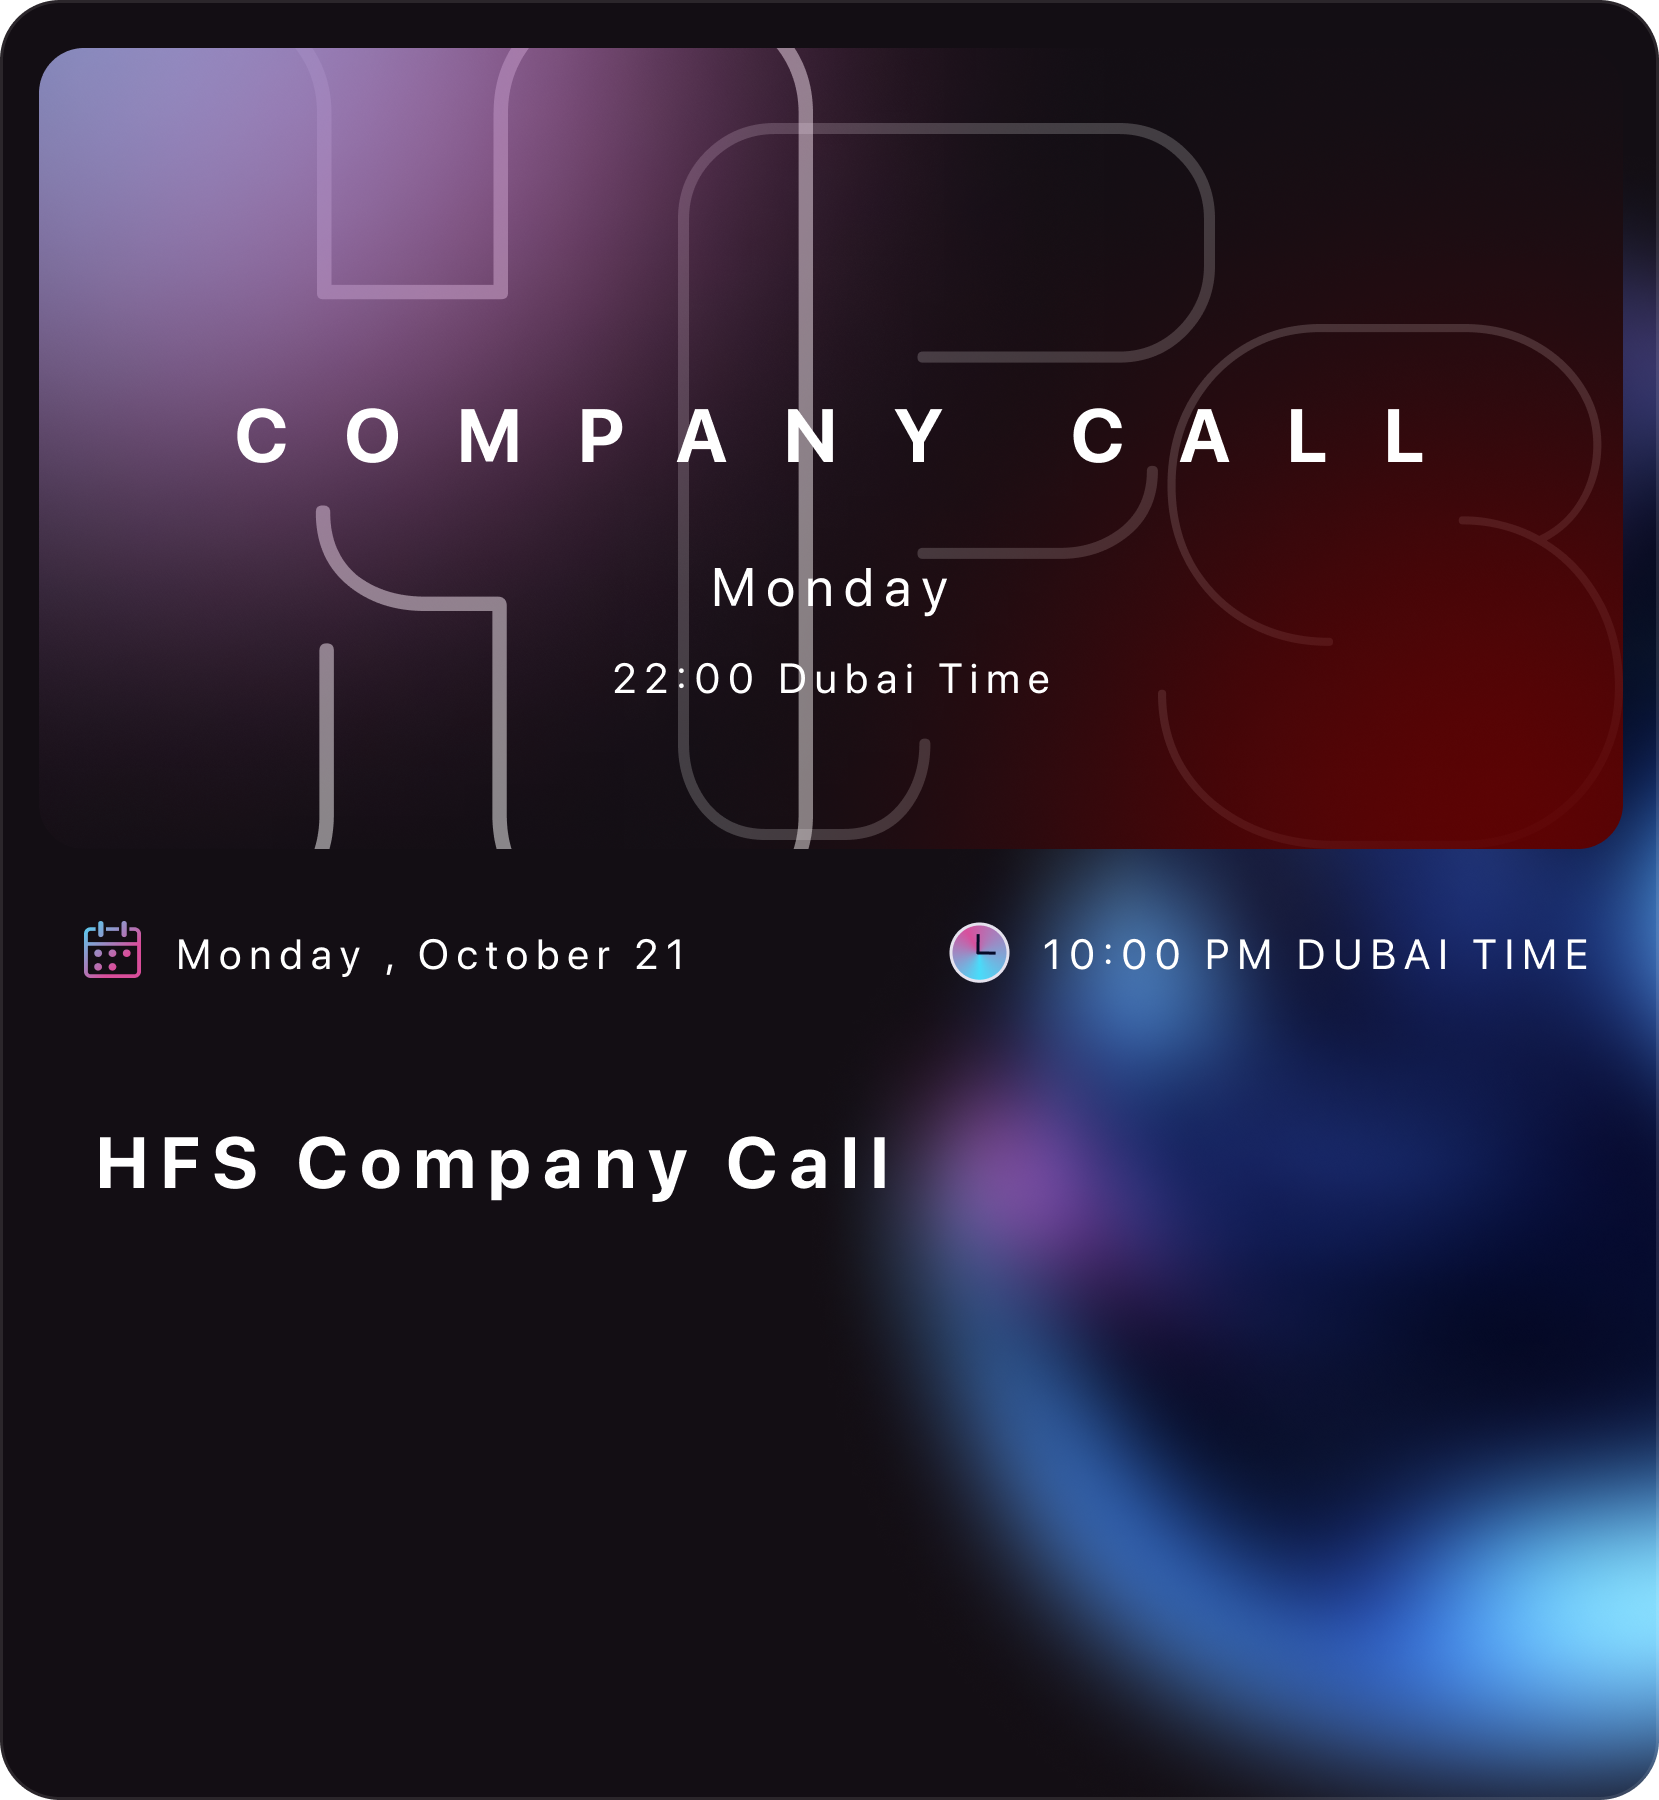 COMPANY CALL
Monday
22:00 Dubai Time
Monday , October 21
10:00 PM DUBAI TIME
HFS Company Call